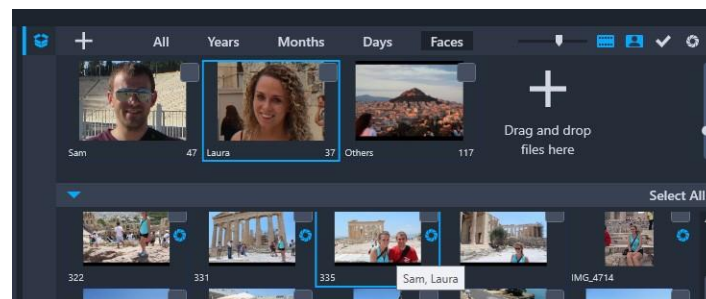 All Years Months Days Faces
Drag and drop
files here
Sam 47 Laura 37 Others 117
Select All
322 331 335 Sam, Laura IMG_4714